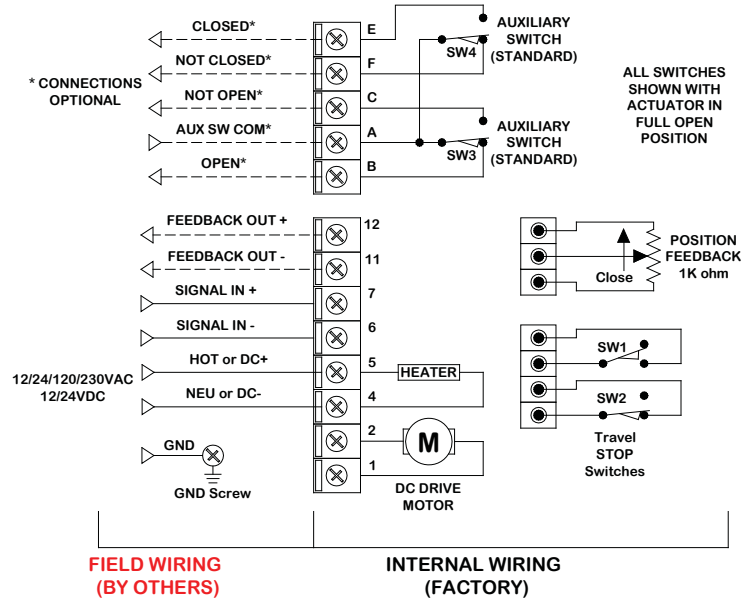 CLOSED*
E
NOT CLOSED*
F
NOT OPEN*
C
AUX SW COM*
A
OPEN*
B
* CONNECTIONS
OPTIONAL
SW4
AUXILIARY
SWITCH
(STANDARD)
SW3
AUXILIARY
SWITCH
(STANDARD)
ALL SWITCHES
SHOWN WITH
ACTUATOR IN
FULL OPEN
POSITION
FEEDBACK OUT +
12
FEEDBACK OUT -
11
SIGNAL IN +
7
SIGNAL IN -
6
HOT or DC+
5
NEU or DC-
4
12/24/120/230VAC
12/24VDC
HEATER
2
1
M
DC DRIVE
MOTOR
GND
GND Screw
Close
POSITION
FEEDBACK
1K ohm
SW1
SW2
Travel
STOP
Switches
FIELD WIRING
(BY OTHERS)
INTERNAL WIRING
(FACTORY)